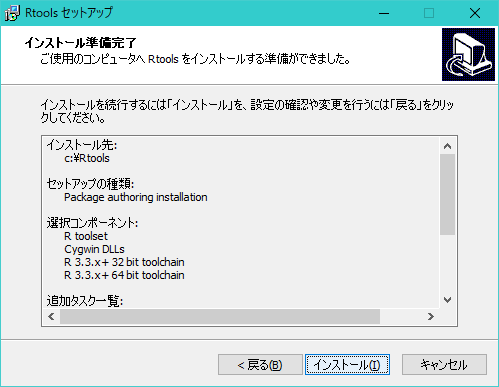 Rtools セットアップ
インストール準備完了
ご使用のコンピュータへ Rtools をインストールする準備ができました。
インストールを続行するには「インストール」を、設定の確認や変更を行うには「戻る」をクリッ
クしてください。
インストール先:
c:¥Rtools
セットアップの種類:
Package authoring installation
選択コンポーネント:
R toolset
Cygwin DLLs
R 3.3.x+ 32 bit toolchain
R 3.3.x+ 64 bit toolchain
追加タスク一覧:
< 戻る(B)
インストール(I)
キャンセル